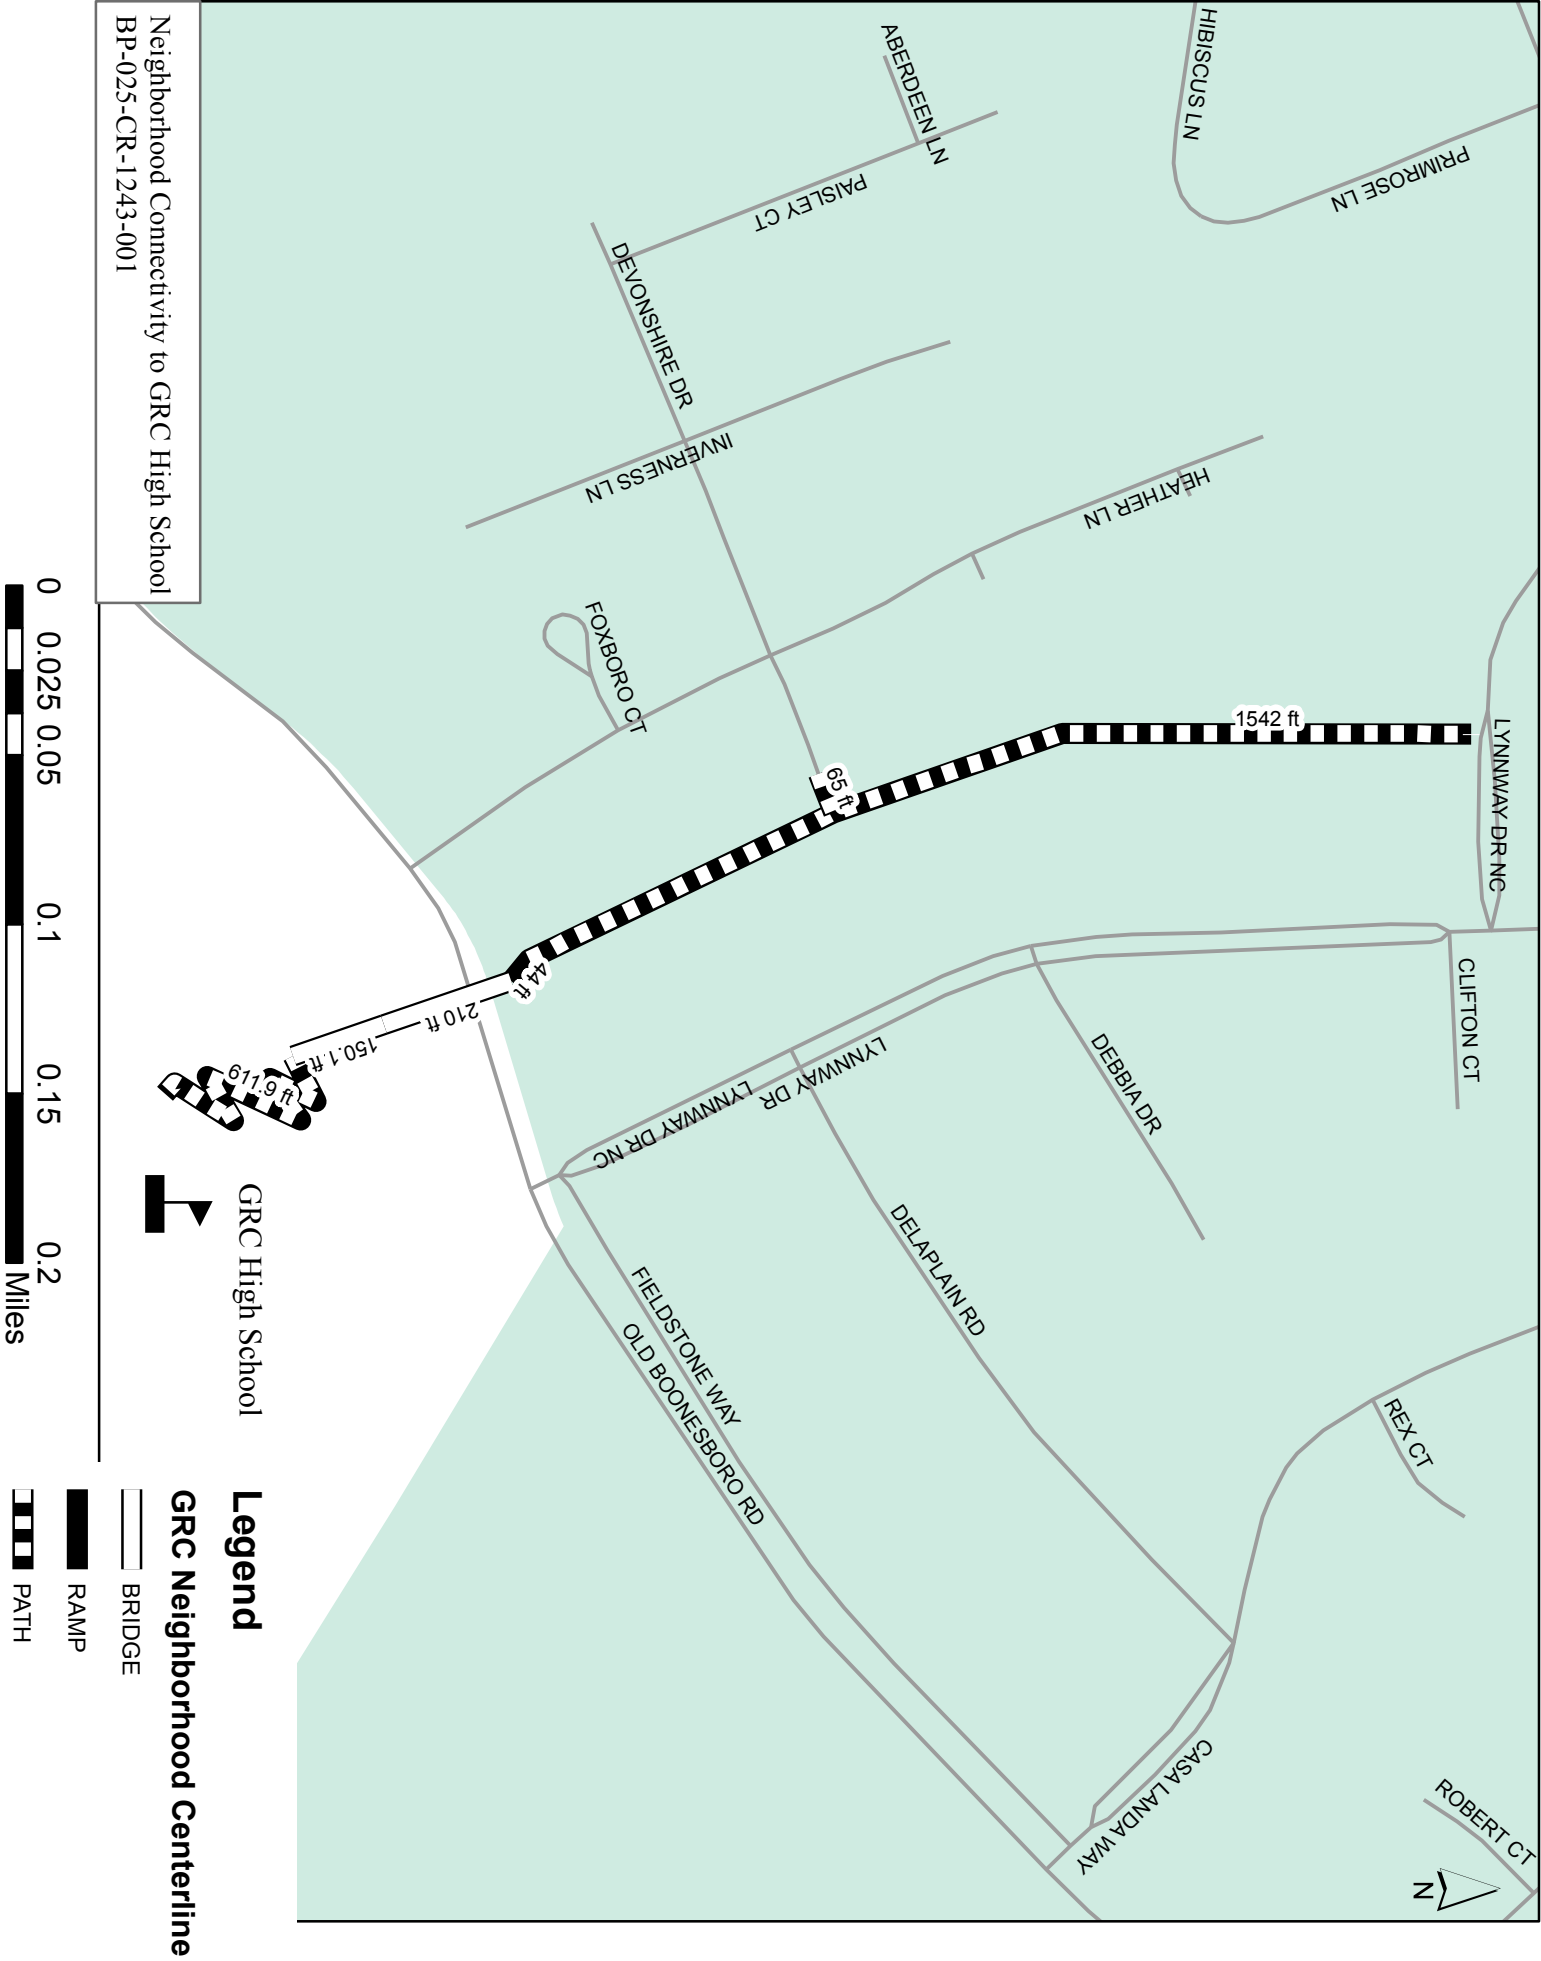 Neighborhood Connectivity to GRC High School
BP-025-CR-1243-001
HIBISCUS LN
PRIMROSE LN
ABERDEEN LN
PAISLEY CT
DEVONSHIRE DR
INVERNESS LN
HEATHER LN
FOXBORO CT
1542 ft
65 ft
44 ft
210 ft
150.1 ft
611.9 ft
LYNNWAY DR NC
CLIFTON CT
DEBBIA DR
LYNNWAY DR
LYNNWAY DR NC
DELAPLAIN RD
FIELDSTONE WAY
OLD BOONESBORO RD
REX CT
CASA LANDA WAY
ROBERT CT
N
GRC High School
0 0.025 0.05 0.1 0.15 0.2
Miles
Legend
GRC Neighborhood Centerline
BRIDGE
RAMP
PATH